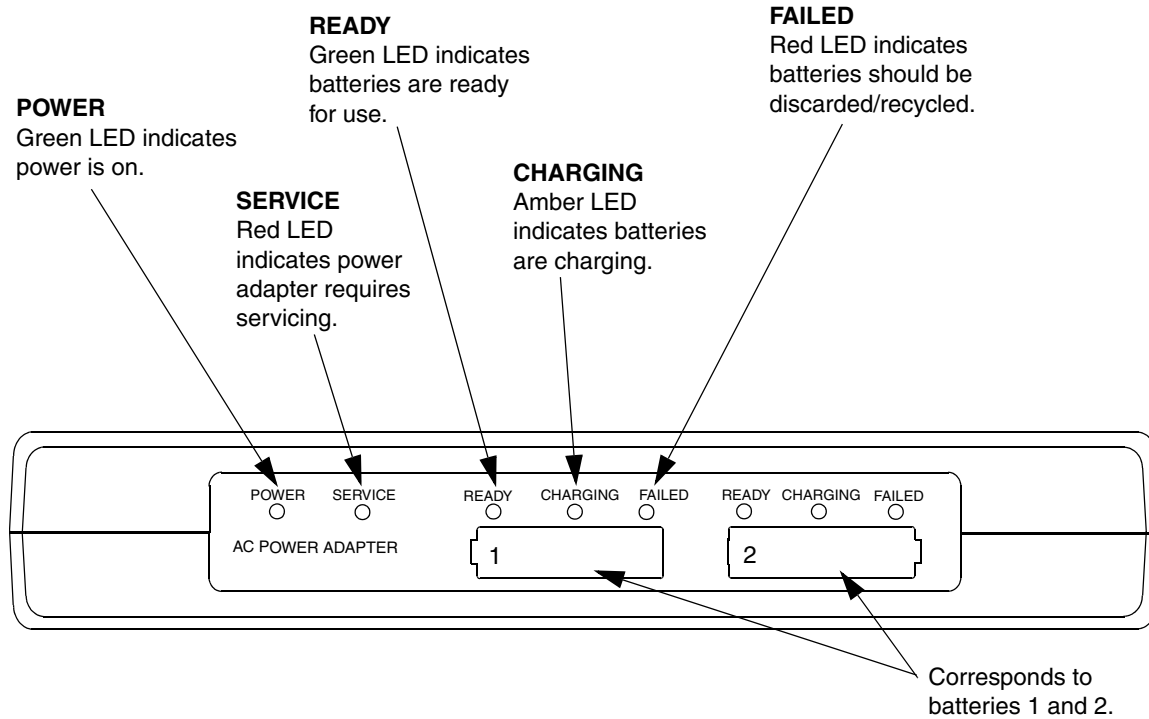 READY
Green LED indicates
batteries are ready
for use.
FAILED
Red LED indicates
batteries should be
discarded/recycled.
POWER
Green LED indicates
power is on.
SERVICE
Red LED
indicates power
adapter requires
servicing.
CHARGING
Amber LED
indicates batteries
are charging.
POWER SERVICE READY CHARGING FAILED READY CHARGING FAILED
AC POWER ADAPTER 1 2
Corresponds to
batteries 1 and 2.